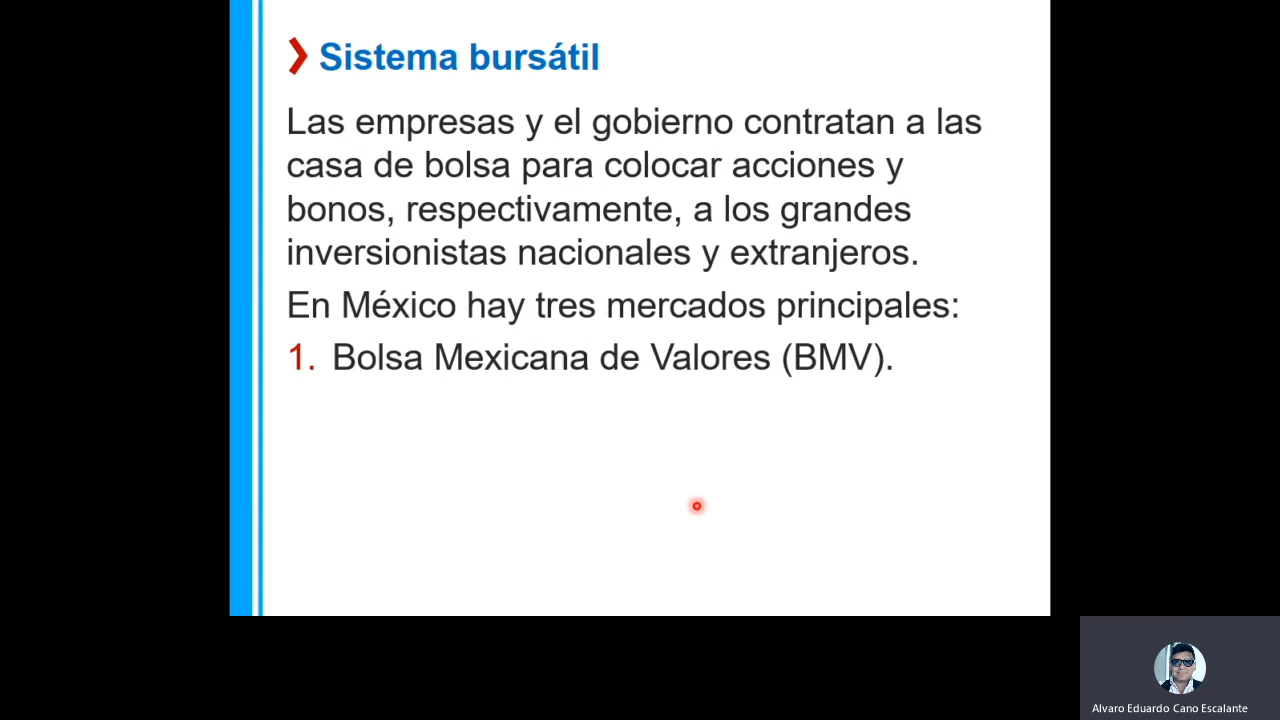 Sistema bursátil
Las empresas y el gobierno contratan a las
casa de bolsa para colocar acciones y
bonos, respectivamente, a los grandes
inversionistas nacionales y extranjeros.
En México hay tres mercados principales:
1. Bolsa Mexicana de Valores (BMV).
Alvaro Eduardo Cano Escalante